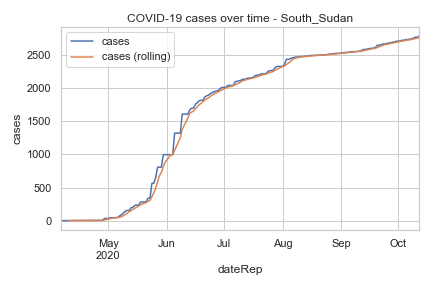 COVID-19 cases over time - South_Sudan
cases
cases (rolling)
2500
2000
1500
1000
500
0
cases
May
2020
Jun
Jul
Aug
Sep
Oct
dateRep